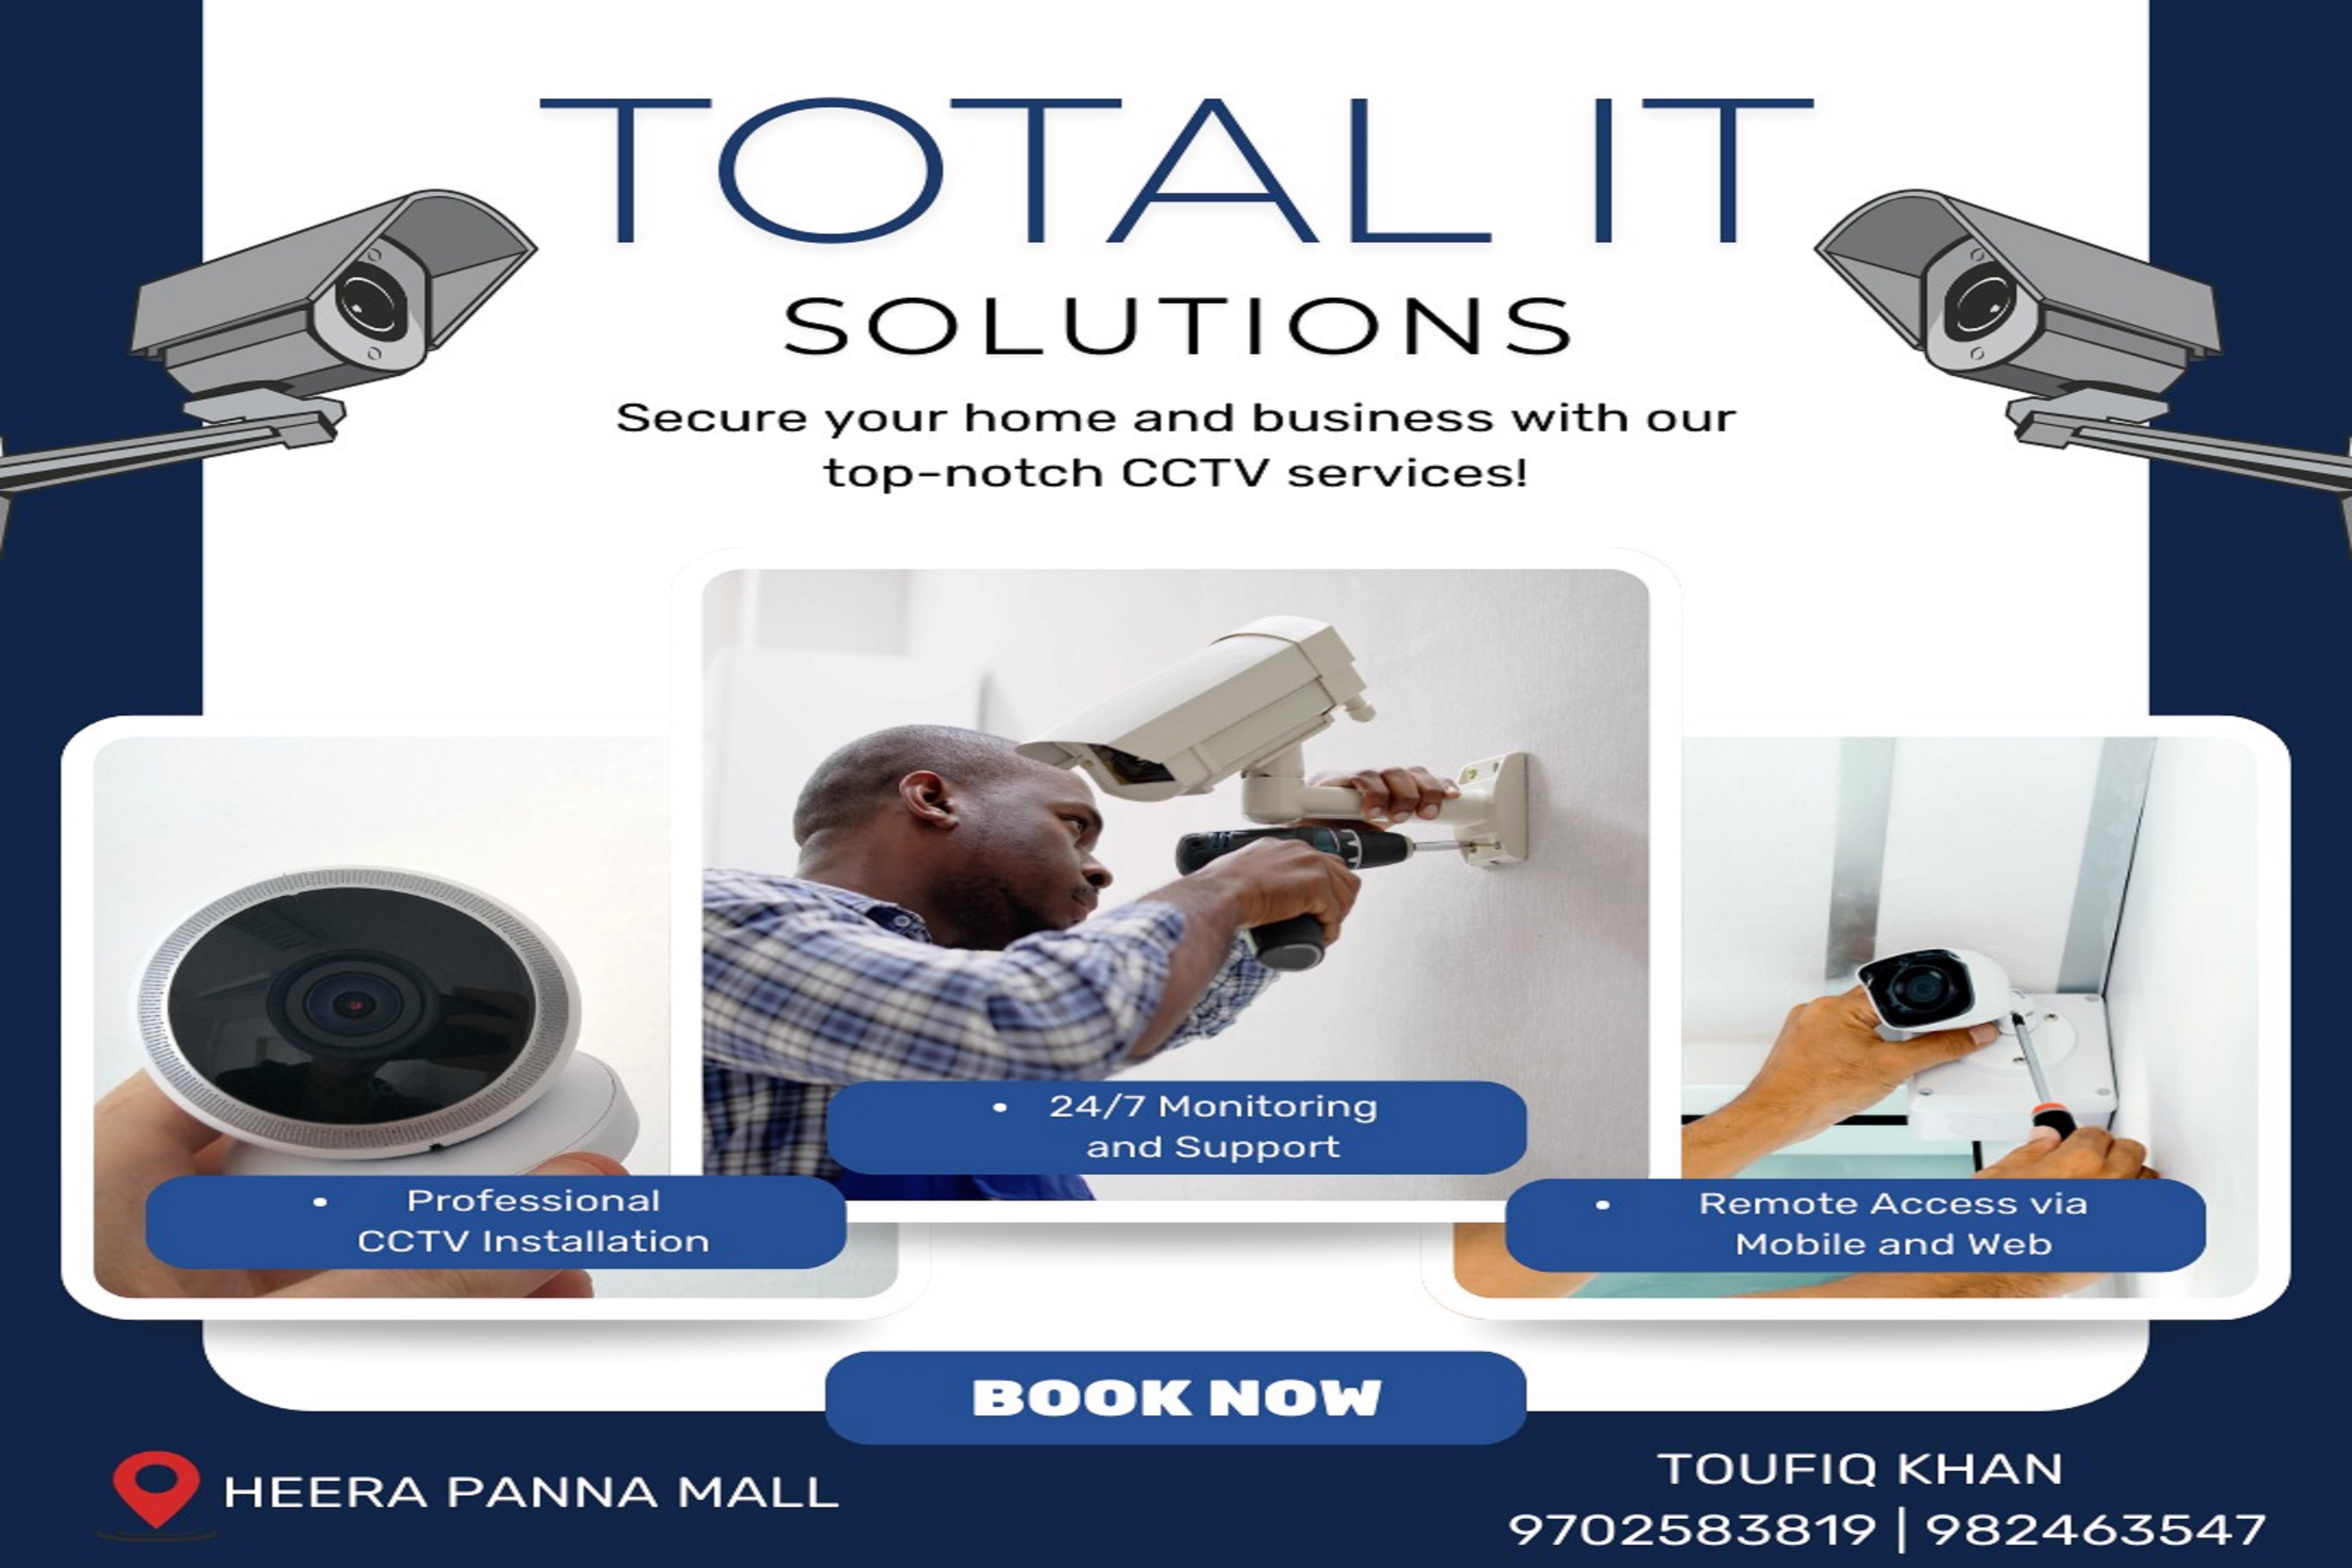 TOTAL IT
SOLUTIONS
Secure your home and business with our
top-notch CCTV services!
• 24/7 Monitoring
and Support
• Professional
CCTV Installation
• Remote Access via
Mobile and Web
BOOK NOW
HEERA PANNA MALL
TOUFIQ KHAN
9702583819 | 982463547